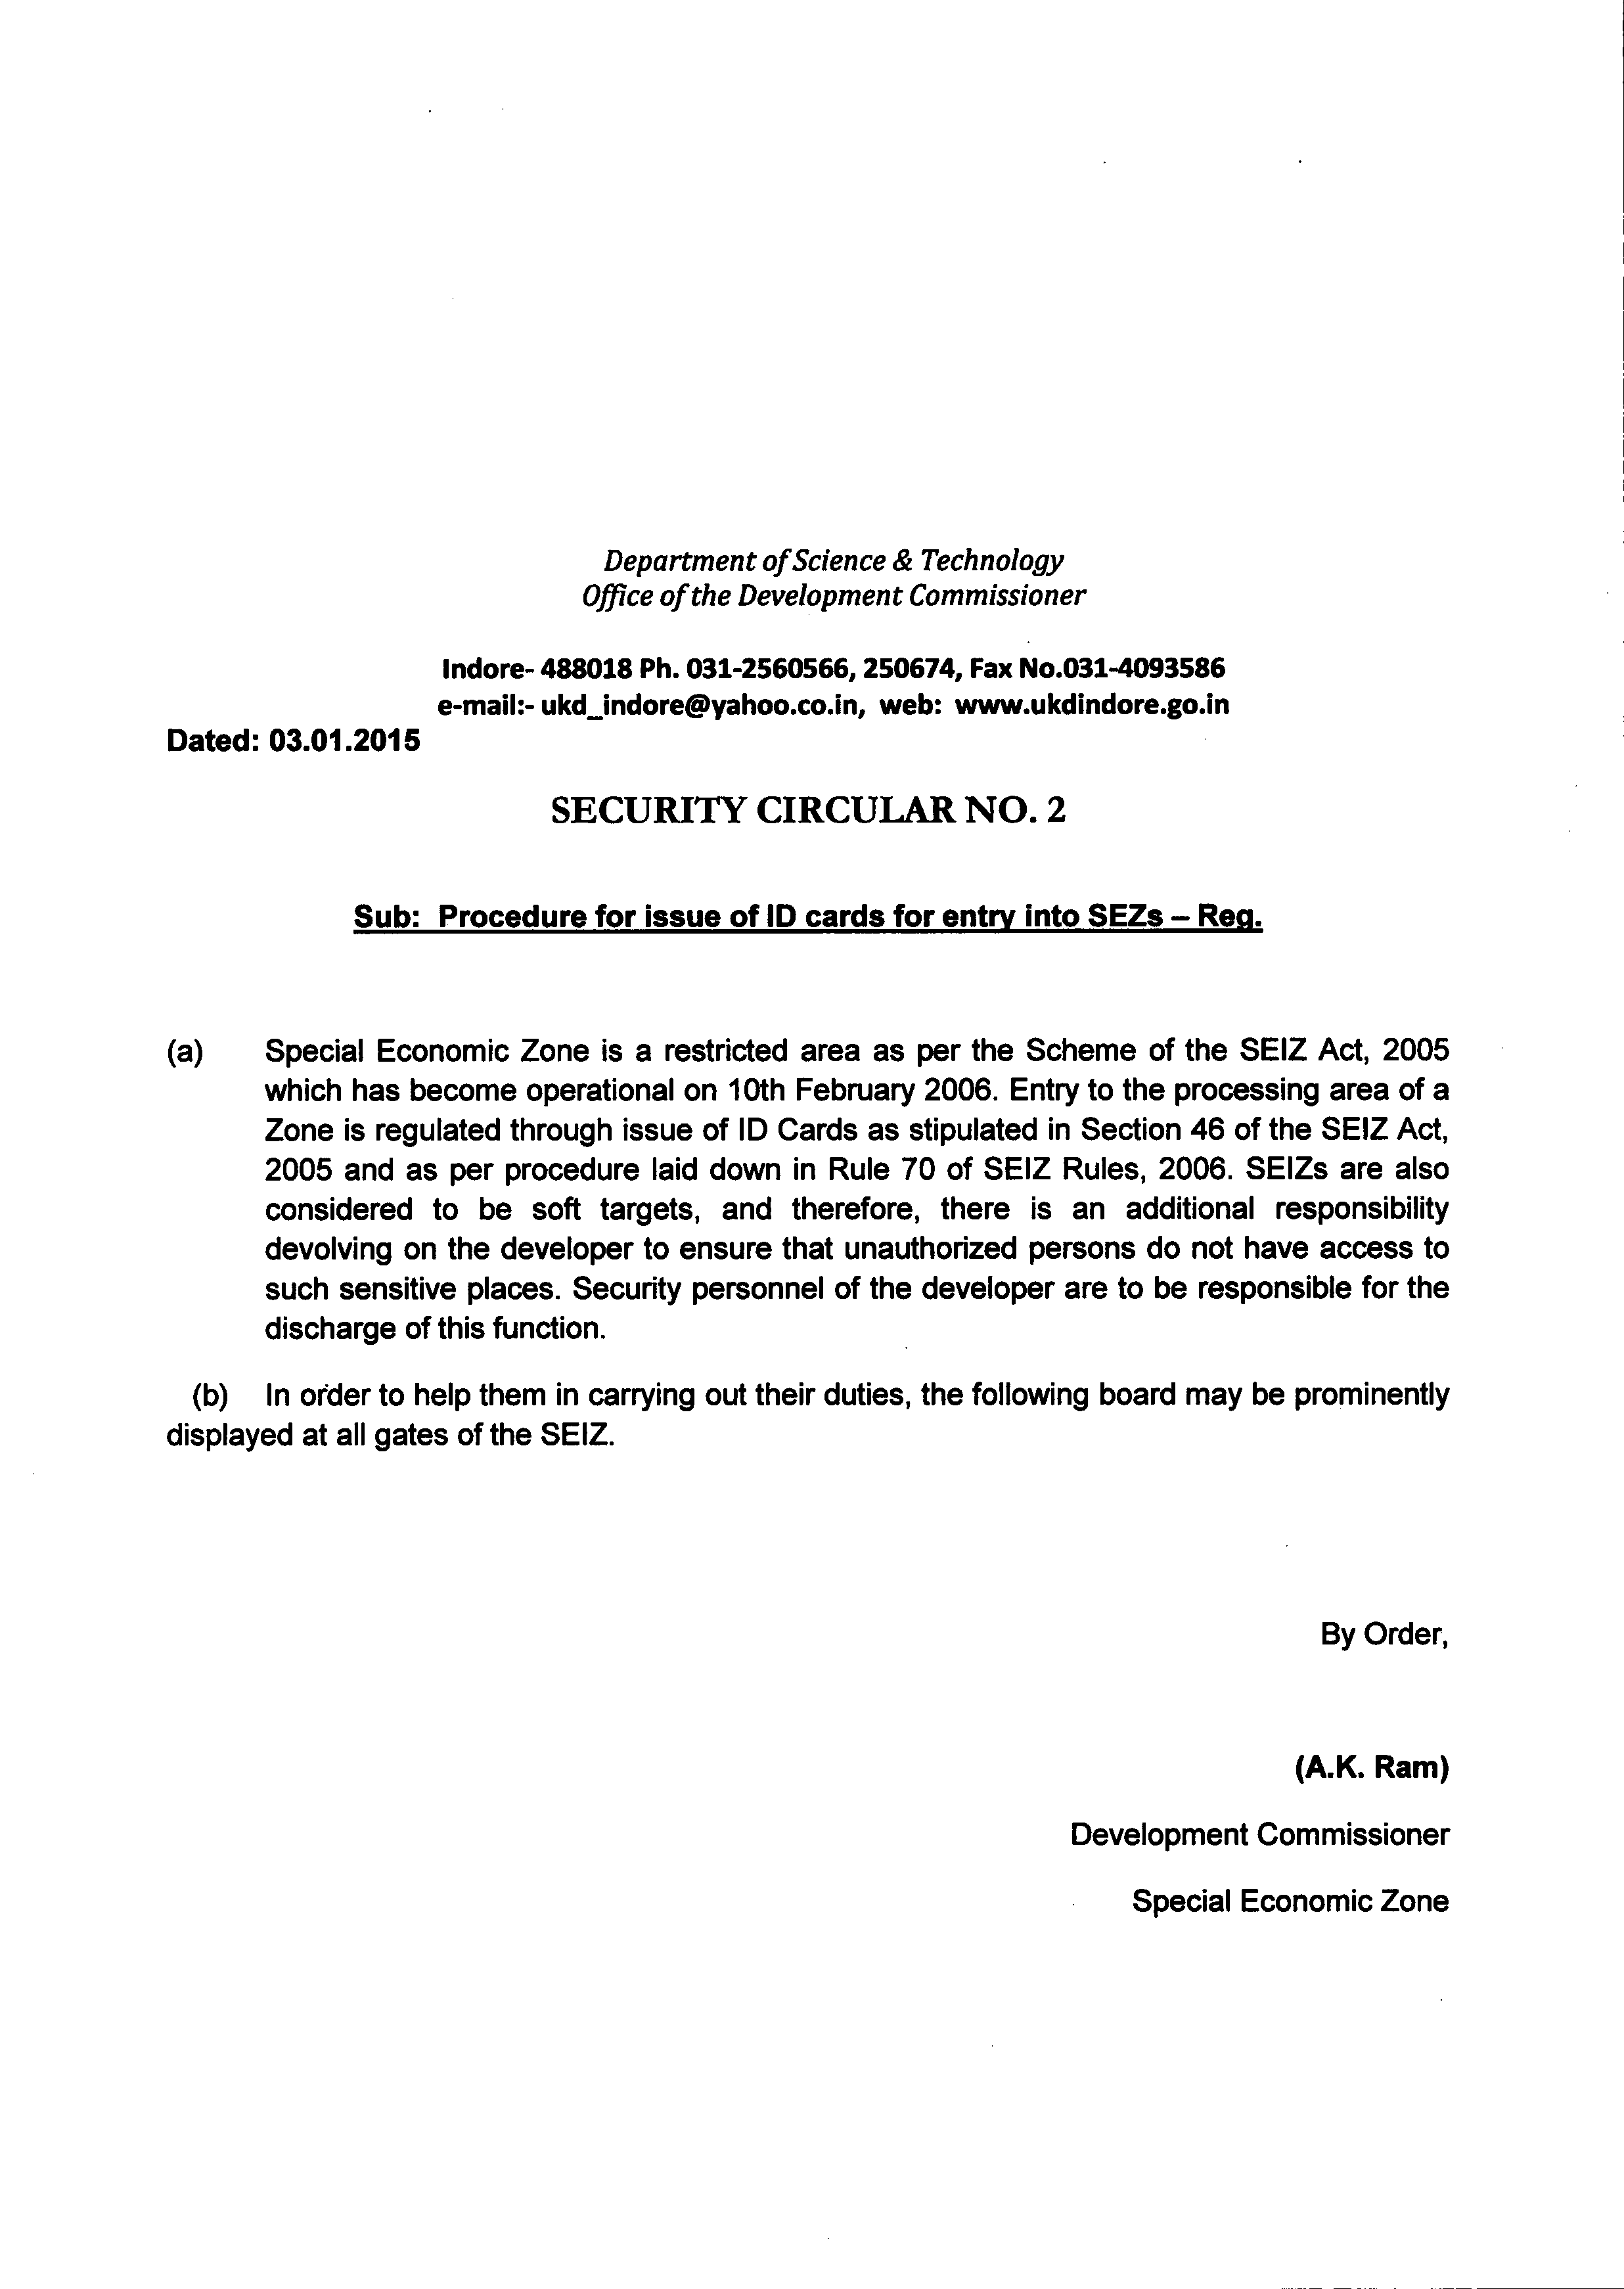 Department of Science & Technology
Office of the Development Commissioner
Indore- 488018 Ph. 031-2560566, 250674, Fax No.031-4093586
e-mail:- ukd_indore@yahoo.co.in, web: www.ukdindore.go.in
Dated: 03.01.2015
SECURITY CIRCULAR NO. 2
Sub: Procedure for issue of ID cards for entry into SEZs – Reg.
(a) Special Economic Zone is a restricted area as per the Scheme of the SEIZ Act, 2005
which has become operational on 10th February 2006. Entry to the processing area of a
Zone is regulated through issue of ID Cards as stipulated in Section 46 of the SEIZ Act,
2005 and as per procedure laid down in Rule 70 of SEIZ Rules, 2006. SEIZs are also
considered to be soft targets, and therefore, there is an additional responsibility
devolving on the developer to ensure that unauthorized persons do not have access to
such sensitive places. Security personnel of the developer are to be responsible for the
discharge of this function.
(b) In order to help them in carrying out their duties, the following board may be prominently
displayed at all gates of the SEIZ.
By Order,
(A.K. Ram)
Development Commissioner
Special Economic Zone